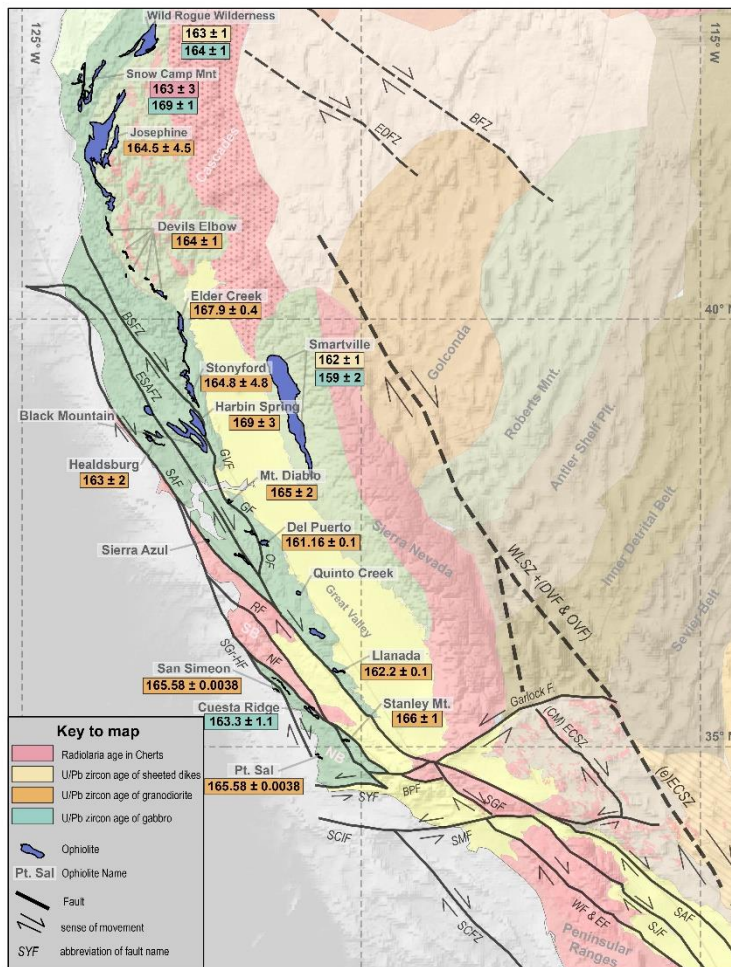 125° W
115° W
Wild Rogue Wilderness
163 ± 1
164 ± 1
Snow Camp Mnt
163 ± 3
169 ± 1
Josephine
164.5 ± 4.5
Cascades
EDFZ
BFZ
Devils Elbow
164 ± 1
Elder Creek
167.9 ± 0.4
40° N
BSFZ
ESAFZ
Smartville
162 ± 1
159 ± 2
Golconda
Roberts Mnt.
Antler Shelf Plt.
Inner Detrital Belt
Sevier Belt
Stonyford
164.8 ± 4.8
Black Mountain
Harbin Spring
169 ± 3
Healdsburg
163 ± 2
SAF
GVF
Mt. Diablo
165 ± 2
GF
OF
Sierra Azul
Del Puerto
161.16 ± 0.1
Sierra Nevada
WLSZ +(DVF & OVF)
Quinto Creek
Great Valley
RF
SB
NF
SGr-HF
Llanada
162.2 ± 0.1
San Simeon
165.58 ± 0.0038
Cuesta Ridge
163.3 ± 1.1
Stanley Mt.
166 ± 1
Garlock F.
(CM) ECSZ
(e)ECSZ
35° N
NB
Pt. Sal
165.58 ± 0.0038
SYF
BPF
SGF
SCIF
SMF
SCFZ
WF & EF
SJF
SAF
Peninsular
Ranges
Key to map
Radiolaria age in Cherts
U/Pb zircon age of sheeted dikes
U/Pb zircon age of granodiorite
U/Pb zircon age of gabbro
Ophiolite
Pt. Sal Ophiolite Name
Fault
sense of movement
SYF abbreviation of fault name